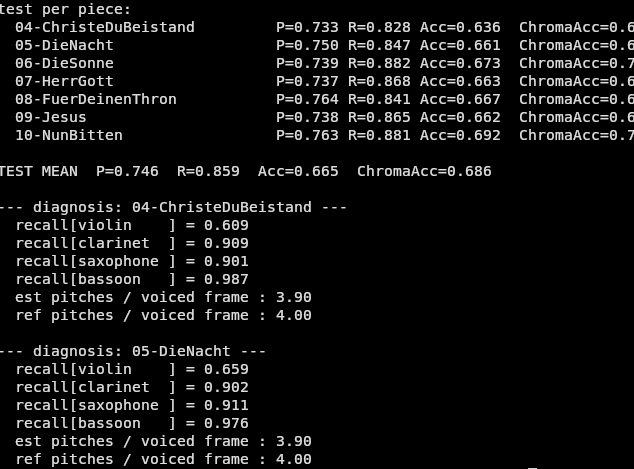 test per piece:
  04-ChristeDuBeistand         P=0.733 R=0.828 Acc=0.636  ChromaAcc=0.6
  05-DieNacht                  P=0.750 R=0.847 Acc=0.661  ChromaAcc=0.6
  06-DieSonne                  P=0.739 R=0.882 Acc=0.673  ChromaAcc=0.7
  07-HerrGott                  P=0.737 R=0.868 Acc=0.663  ChromaAcc=0.6
  08-FuerDeinenThron           P=0.764 R=0.841 Acc=0.667  ChromaAcc=0.6
  09-Jesus                     P=0.738 R=0.865 Acc=0.662  ChromaAcc=0.6
  10-NunBitten                 P=0.763 R=0.881 Acc=0.692  ChromaAcc=0.7
TEST MEAN  P=0.746  R=0.859  Acc=0.665  ChromaAcc=0.686
--- diagnosis: 04-ChristeDuBeistand ---
  recall[violin    ] = 0.609
  recall[clarinet  ] = 0.909
  recall[saxophone ] = 0.901
  recall[bassoon   ] = 0.987
  est pitches / voiced frame : 3.90
  ref pitches / voiced frame : 4.00
--- diagnosis: 05-DieNacht ---
  recall[violin    ] = 0.659
  recall[clarinet  ] = 0.902
  recall[saxophone ] = 0.911
  recall[bassoon   ] = 0.976
  est pitches / voiced frame : 3.90
  ref pitches / voiced frame : 4.00